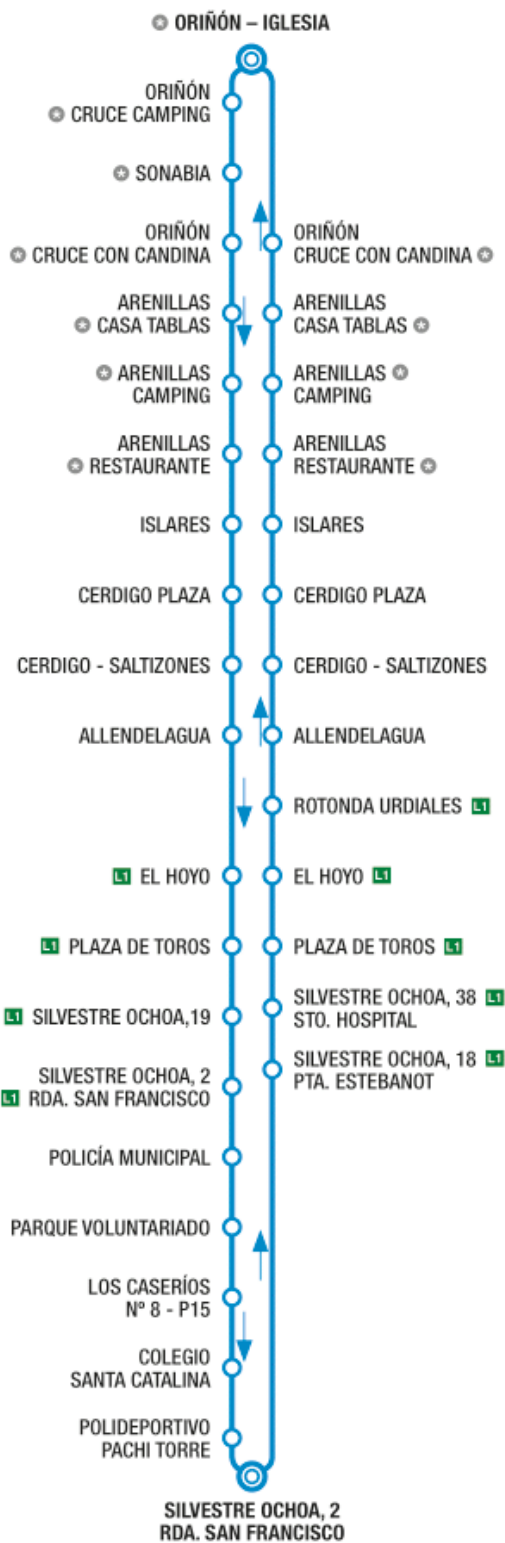 ORIÑÓN – IGLESIA
ORIÑÓN
CRUCE CAMPING
SONABIA
ORIÑÓN
CRUCE CON CANDINA
ORIÑÓN
CRUCE CON CANDINA
ARENILLAS
CASA TABLAS
ARENILLAS
CASA TABLAS
ARENILLAS
CAMPING
ARENILLAS
CAMPING
ARENILLAS
RESTAURANTE
ARENILLAS
RESTAURANTE
ISLARES
ISLARES
CERDIGO PLAZA
CERDIGO PLAZA
CERDIGO - SALTIZONES
CERDIGO - SALTIZONES
ALLENDELAGUA
ALLENDELAGUA
ROTONDA URDIALES L1
L1 EL HOYO
EL HOYO L1
L1 PLAZA DE TOROS
PLAZA DE TOROS L1
L1 SILVESTRE OCHOA,19
SILVESTRE OCHOA, 38 L1
STO. HOSPITAL
SILVESTRE OCHOA, 2
L1 RDA. SAN FRANCISCO
SILVESTRE OCHOA, 18 L1
PTA. ESTEBANOT
POLICÍA MUNICIPAL
PARQUE VOLUNTARIADO
LOS CASERÍOS
Nº 8 - P15
COLEGIO
SANTA CATALINA
POLIDEPORTIVO
PACHI TORRE
SILVESTRE OCHOA, 2
RDA. SAN FRANCISCO